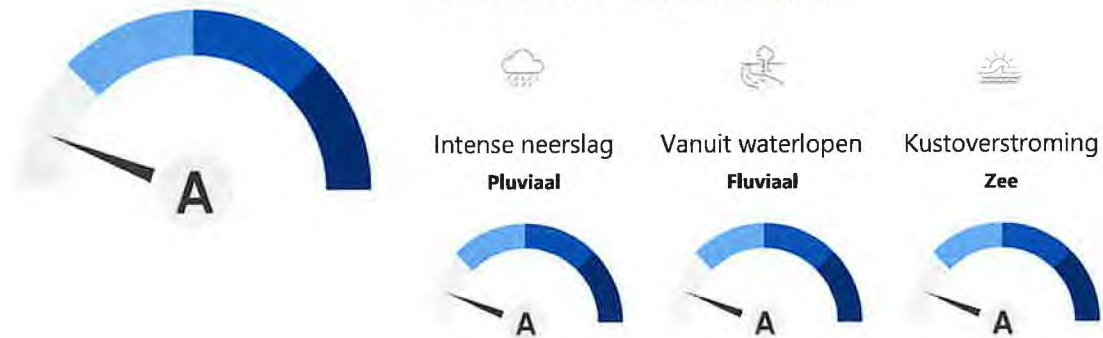 A
Intense neerslag
Pluviaal
A
Vanuit waterlopen
Fluviaal
A
Kustoverstroming
Zee
A